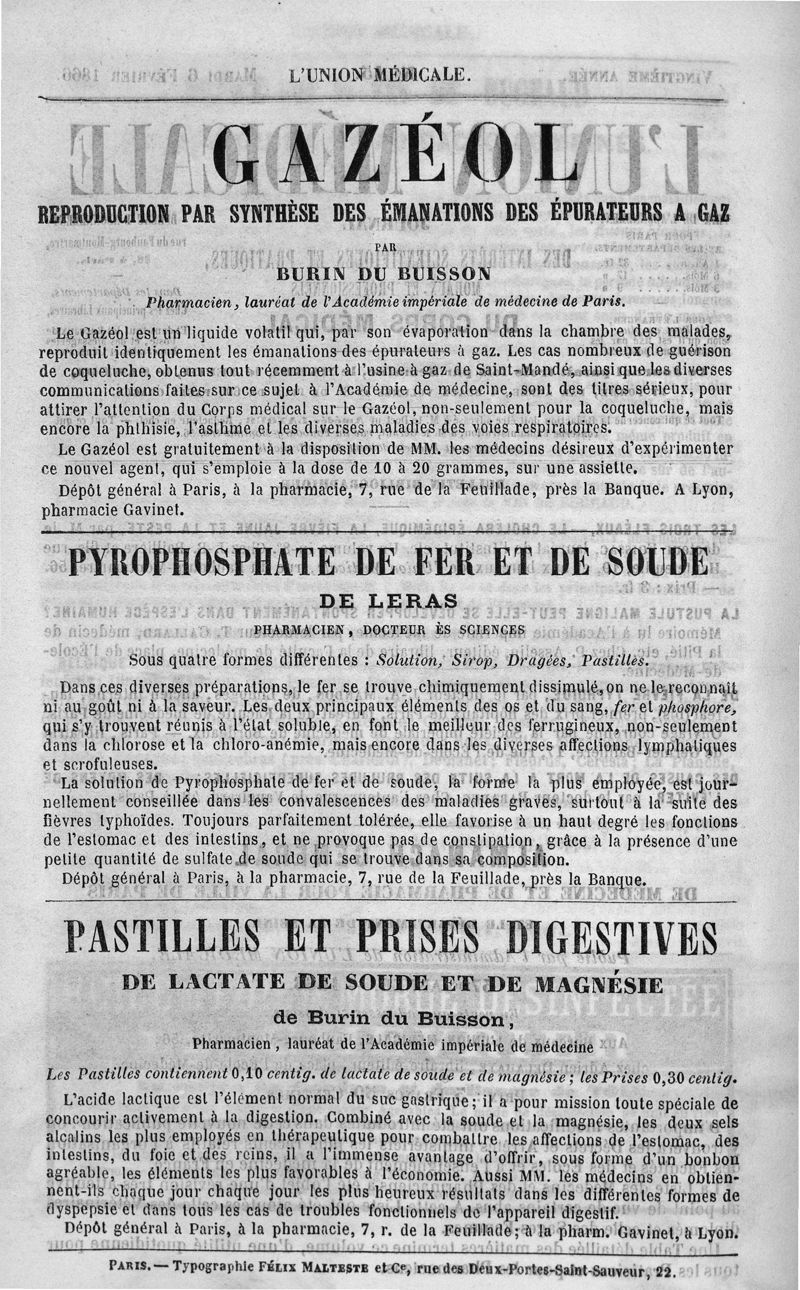 L'UNION MÉDICALE.
GAZÉOL
REPRODUCTION PAR SYNTHÈSE DES ÉMANATIONS DES ÉPURATEURS A GAZ
PAR
BURIN DU BUISSON
Pharmacien, lauréat de l'Académie impériale de médecine de Paris.
Le Gazéol est un liquide volatil qui, par son évaporation dans la chambre des malades,
reproduit identiquement les émanations des épurateurs à gaz. Les cas nombreux de guérison
de coqueluche, obtenus tout récemment à l'usine à gaz de Saint-Mandé, ainsi que les diverses
communications faites sur ce sujet à l'Académie de médecine, sont des titres sérieux, pour
attirer l'attention du Corps médical sur le Gazéol, non-seulement pour la coqueluche, mais
encore la phthisie, l'asthme et les diverses maladies des voies respiratoires.
Le Gazéol est gratuitement à la disposition de MM. les médecins désireux d'expérimenter
ce nouvel agent, qui s'emploie à la dose de 10 à 20 grammes, sur une assiette.
Dépôt général à Paris, à la pharmacie, 7, rue de la Feuillade, près la Banque. A Lyon,
pharmacie Gavinet.
PYROPHOSPHATE DE FER ET DE SOUDE
DE LERAS
PHARMACIEN, DOCTEUR ÈS SCIENCES
Sous quatre formes différentes : Solution, Sirop, Dragées, Pastilles.
Dans ces diverses préparations, le fer se trouve chimiquement dissimulé, on ne le reconnaît
ni au goût ni à la saveur. Les deux principaux éléments des os et du sang, fer et phosphore,
qui s'y trouvent réunis à l'état soluble, en font le meilleur des ferrugineux, non-seulement
dans la chlorose et la chloro-anémie, mais encore dans les diverses affections lymphatiques
et scrofuleuses.
La solution de Pyrophosphate de fer et de soude, la forme la plus employée, est jour-
nellement conseillée dans les convalescences des maladies graves, surtout à la suite des
fièvres typhoïdes. Toujours parfaitement tolérée, elle favorise à un haut degré les fonctions
de l'estomac et des intestins, et ne provoque pas de constipation, grâce à la présence d'une
petite quantité de sulfate de soude qui se trouve dans sa composition.
Dépôt général à Paris, à la pharmacie, 7, rue de la Feuillade, près la Banque.
PASTILLES ET PRISES DIGESTIVES
DE LACTATE DE SOUDE ET DE MAGNÉSIE
de Burin du Buisson,
Pharmacien, lauréat de l'Académie impériale de médecine
Les Pastilles contiennent 0,10 centig. de lactate de soude et de magnésie ; les Prises 0,30 centig.
L'acide lactique est l'élément normal du suc gastrique; il a pour mission toute spéciale de
concourir activement à la digestion. Combiné avec la soude et la magnésie, les deux sels
alcalins les plus employés en thérapeutique pour combattre les affections de l'estomac, des
intestins, du foie et des reins, il a l'immense avantage d'offrir, sous forme d'un bonbon
agréable, les éléments les plus favorables à l'économie. Aussi MM. les médecins en obtien-
nent-ils chaque jour chaque jour les plus heureux résultats dans les différentes formes de
dyspepsie et dans tous les cas de troubles fonctionnels de l'appareil digestif.
Dépôt général à Paris, à la pharmacie, 7, r. de la Feuillade; à la pharm. Gavinet, à Lyon.
PARIS. — Typographie FÉLIX MALTESTE et Ce, rue des Deux-Portes-Saint-Sauveur, 22.